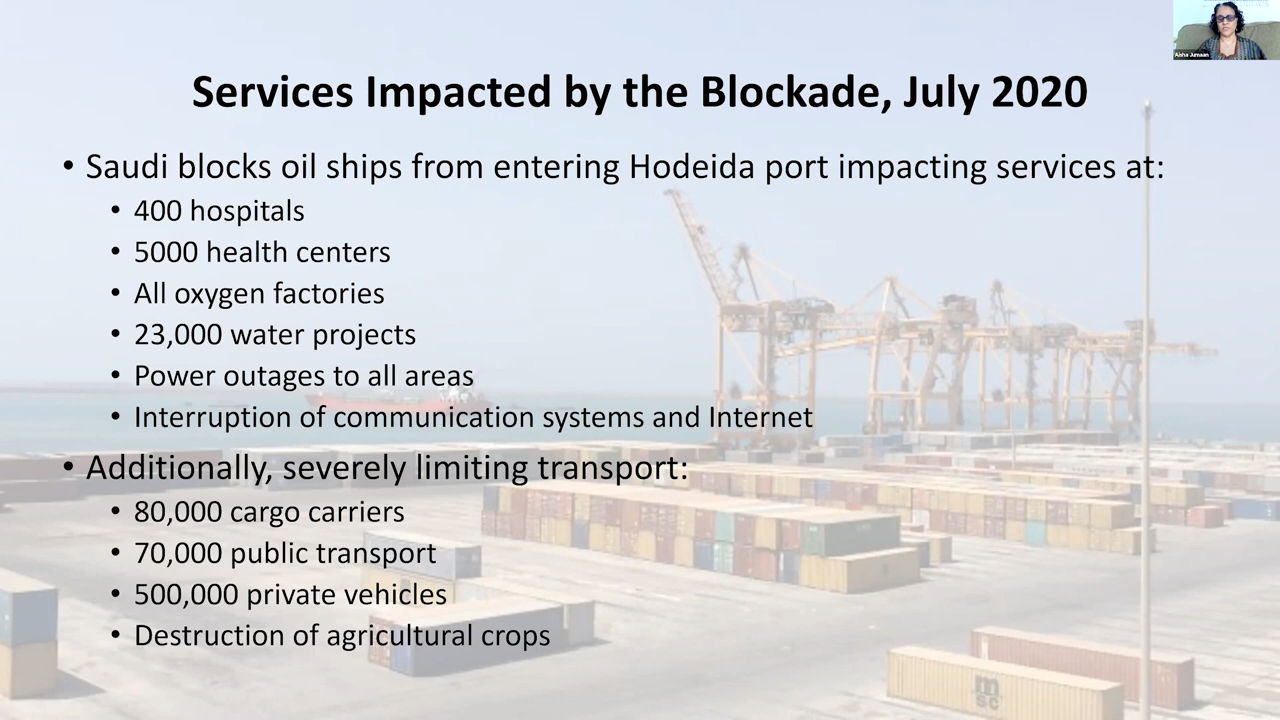 Aisha Jumaan
Services Impacted by the Blockade, July 2020
• Saudi blocks oil ships from entering Hodeida port impacting services at:
• 400 hospitals
• 5000 health centers
• All oxygen factories
• 23,000 water projects
• Power outages to all areas
• Interruption of communication systems and Internet
• Additionally, severely limiting transport:
• 80,000 cargo carriers
• 70,000 public transport
• 500,000 private vehicles
• Destruction of agricultural crops
m
sc